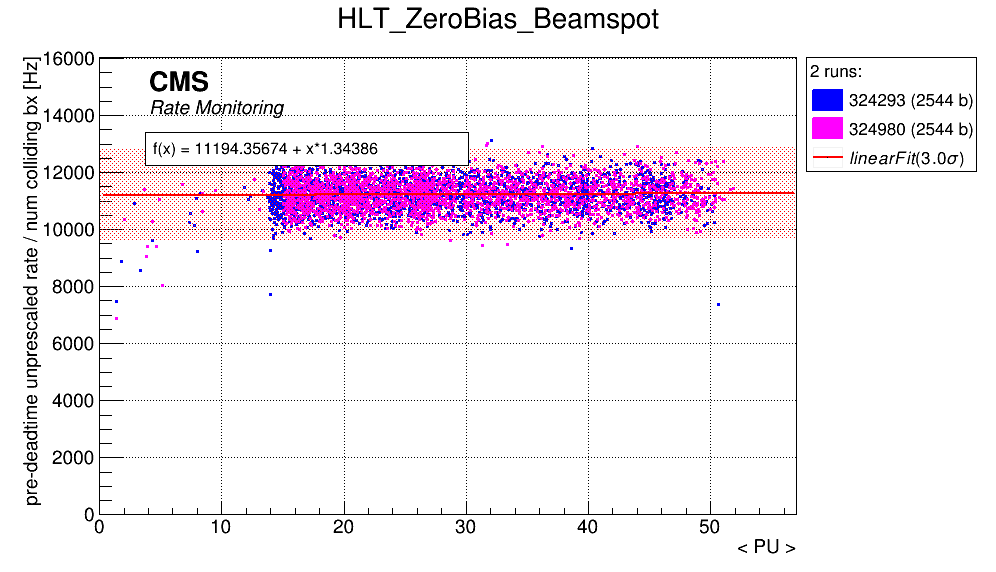 HLT_ZeroBias_Beamspot
pre-deadtime unprescaled rate / num colliding bx [Hz]
16000
14000
12000
10000
8000
6000
4000
2000
0
CMS
Rate Monitoring
f(x) = 11194.35674 + x*1.34386
0 10 20 30 40 50
< PU >
2 runs:
324293 (2544 b)
324980 (2544 b)
linearFit(3.0σ)